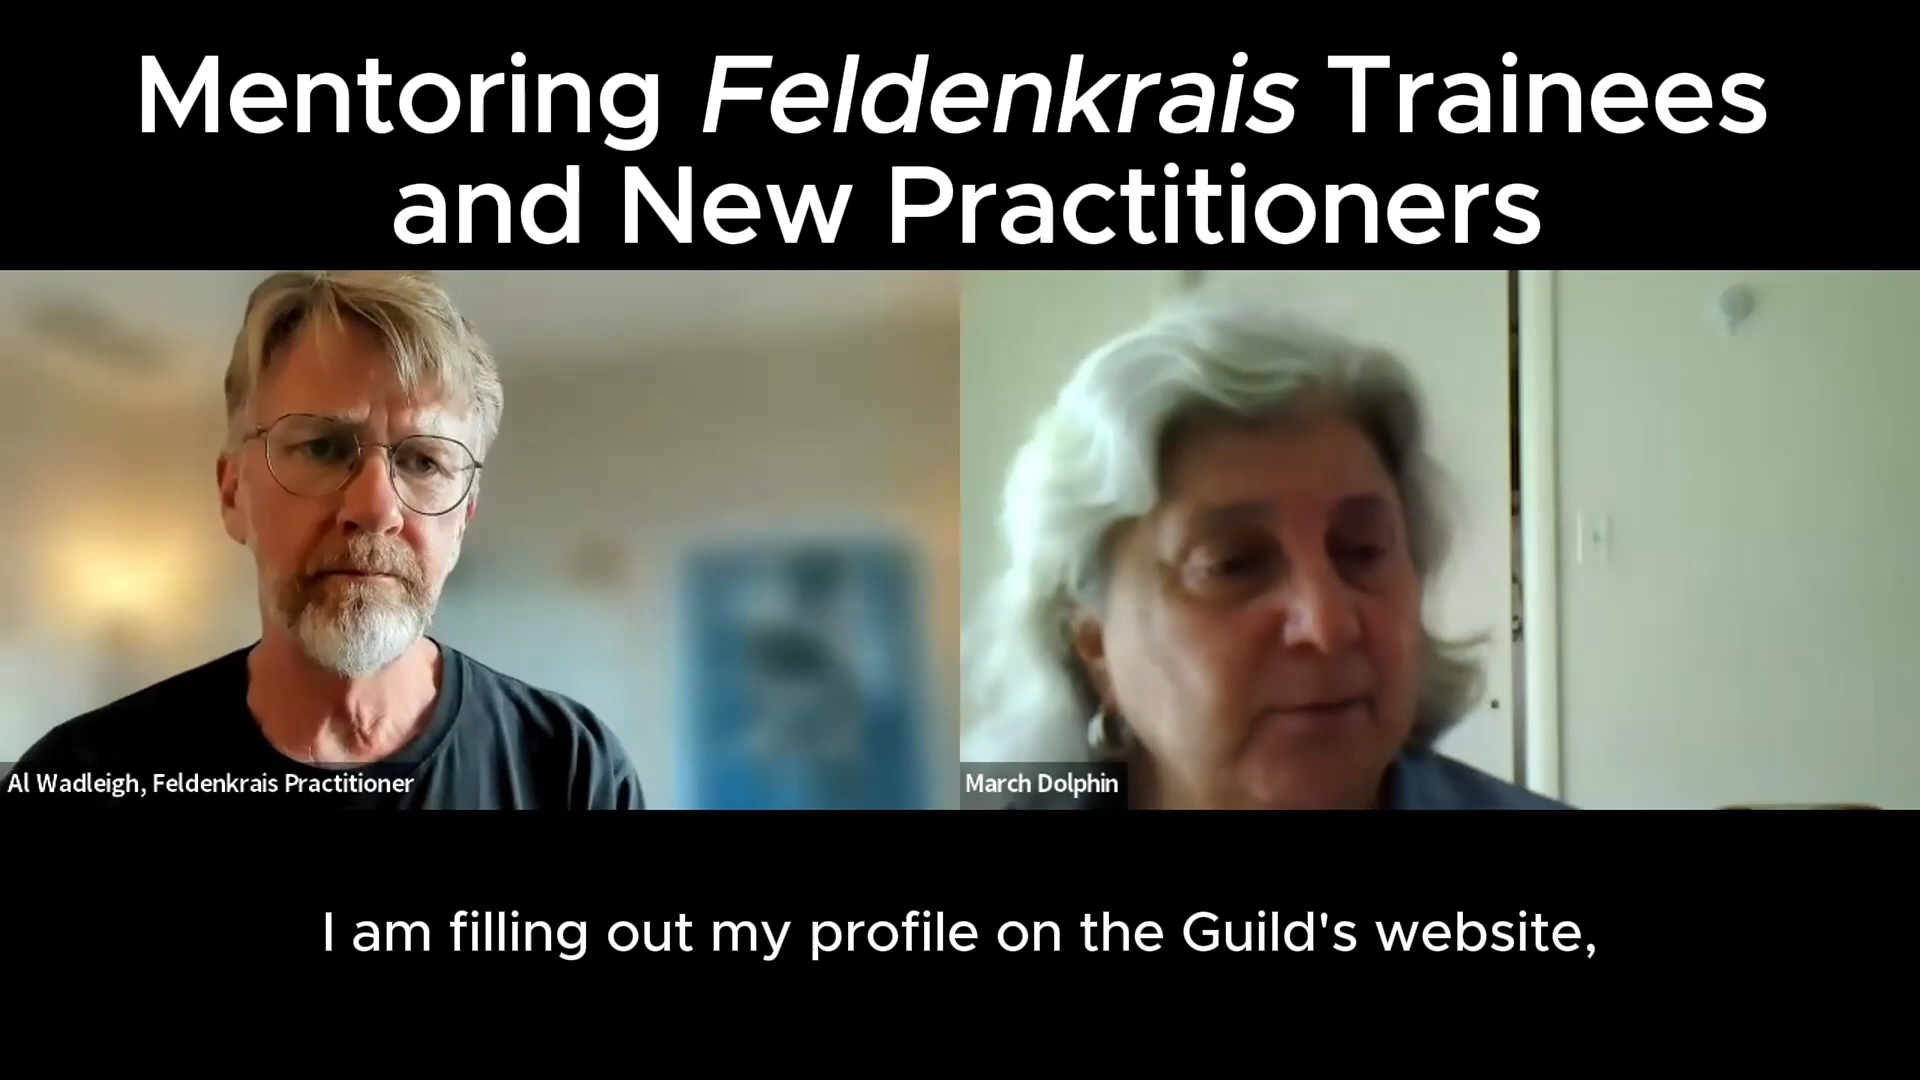 Mentoring Feldenkrais Trainees
and New Practitioners
Al Wadleigh, Feldenkrais Practitioner
March Dolphin
I am filling out my profile on the Guild's website,